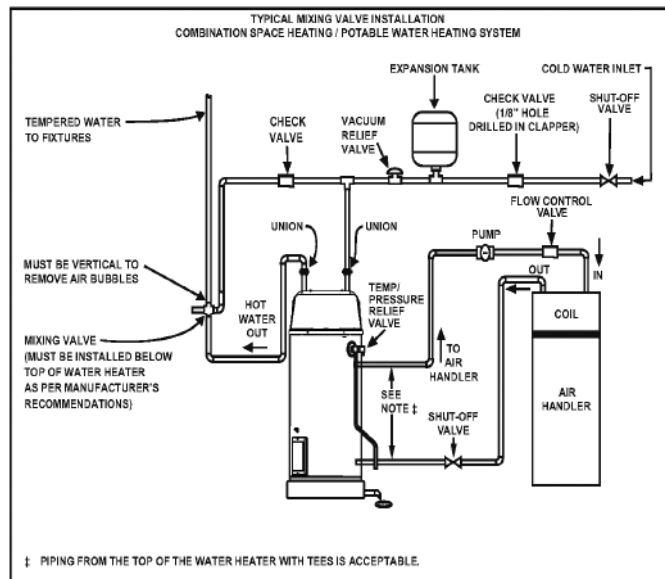 TYPICAL MIXING VALVE INSTALLATION
COMBINATION SPACE HEATING / POTABLE WATER HEATING SYSTEM
EXPANSION TANK
COLD WATER INLET
TEMPERED WATER
TO FIXTURES
CHECK
VALVE
VACUUM
RELIEF
VALVE
CHECK VALVE
(1/8" HOLE
DRILLED IN CLAPPER)
SHUT-OFF
VALVE
FLOW CONTROL
VALVE
UNION
UNION
PUMP
OUT
IN
MUST BE VERTICAL TO
REMOVE AIR BUBBLES
HOT
WATER
OUT
TEMP/
PRESSURE
RELIEF
VALVE
COIL
MIXING VALVE
(MUST BE INSTALLED BELOW
TOP OF WATER HEATER
AS PER MANUFACTURER'S
RECOMMENDATIONS)
TO
AIR
HANDLER
SEE
NOTE ‡
SHUT-OFF
VALVE
AIR
HANDLER
‡ PIPING FROM THE TOP OF THE WATER HEATER WITH TEES IS ACCEPTABLE.